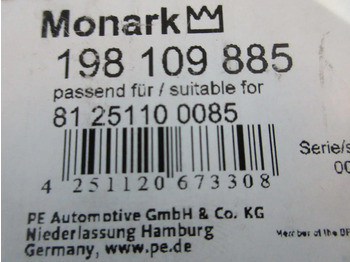 Monark
198 109 885
passend für / suitable for
81 25110 0085
Serie/s
00
4 251120 673308
PE Automotive GmbH & Co. KG
Niederlassung Hamburg
Member of the
Germany, www.pe.de